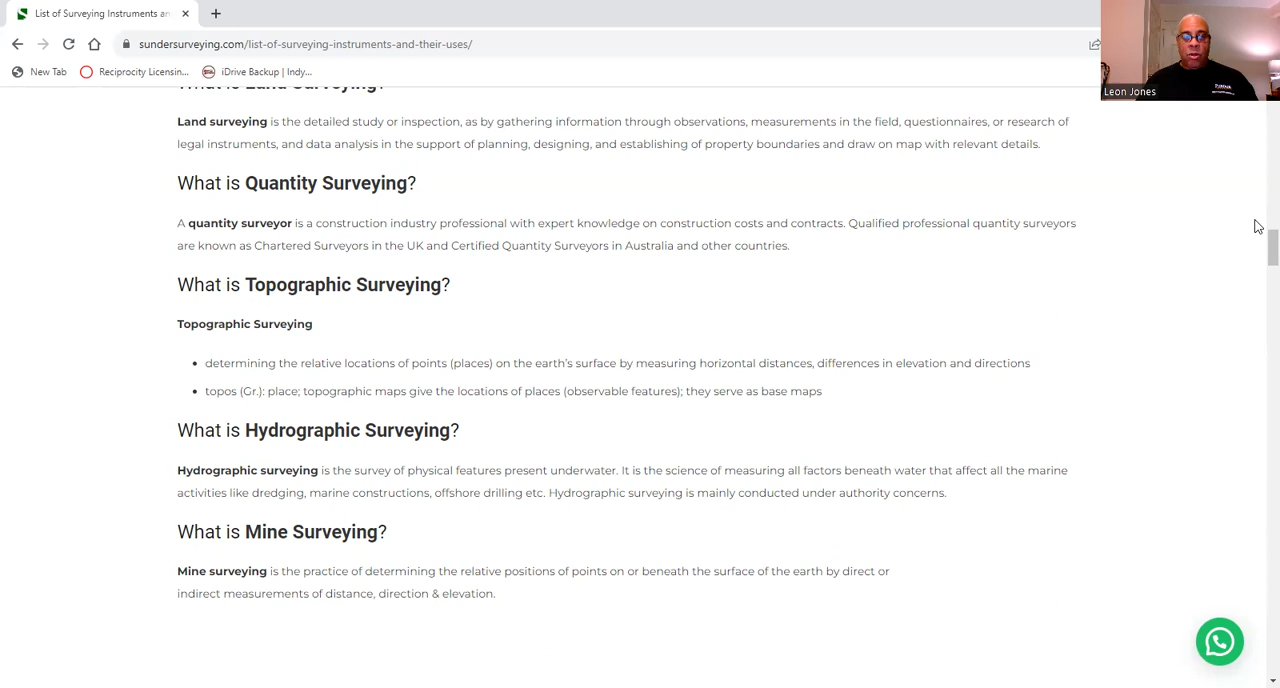 List of Surveying Instruments an
sundersurveying.com/list-of-surveying-instruments-and-their-uses/
New Tab
Reciprocity Licensin...
iDrive Backup | Indy...
Leon Jones
What is Land Surveying?
Land surveying is the detailed study or inspection, as by gathering information through observations, measurements in the field, questionnaires, or research of
legal instruments, and data analysis in the support of planning, designing, and establishing of property boundaries and draw on map with relevant details.
What is Quantity Surveying?
A quantity surveyor is a construction industry professional with expert knowledge on construction costs and contracts. Qualified professional quantity surveyors
are known as Chartered Surveyors in the UK and Certified Quantity Surveyors in Australia and other countries.
What is Topographic Surveying?
Topographic Surveying
• determining the relative locations of points (places) on the earth's surface by measuring horizontal distances, differences in elevation and directions
• topos (Gr.): place; topographic maps give the locations of places (observable features); they serve as base maps
What is Hydrographic Surveying?
Hydrographic surveying is the survey of physical features present underwater. It is the science of measuring all factors beneath water that affect all the marine
activities like dredging, marine constructions, offshore drilling etc. Hydrographic surveying is mainly conducted under authority concerns.
What is Mine Surveying?
Mine surveying is the practice of determining the relative positions of points on or beneath the surface of the earth by direct or
indirect measurements of distance, direction & elevation.